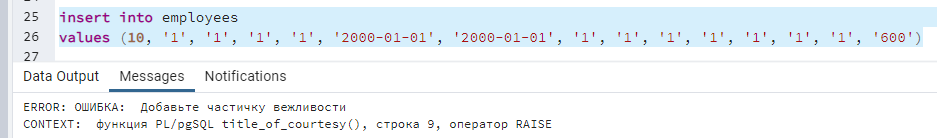 25 insert into employees
26 values (10, '1', '1', '1', '1', '2000-01-01', '2000-01-01', '1', '1', '1', '1', '1', '1', '1', '600')
27
Data Output Messages Notifications
ERROR: ОШИБКА: Добавьте частичку вежливости
CONTEXT: функция PL/pgSQL title_of_courtesy(), строка 9, оператор RAISE